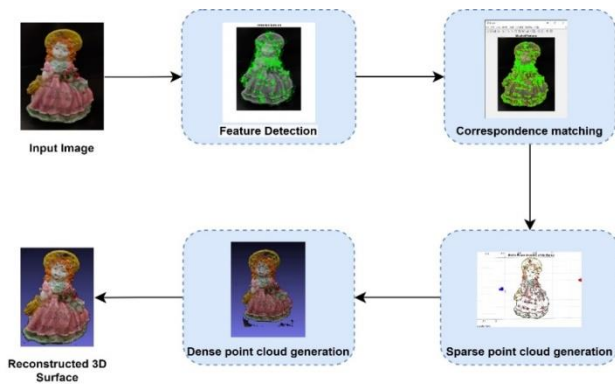 Input Image
Feature Detection
Correspondence matching
Reconstructed 3D
Surface
Dense point cloud generation
Sparse point cloud generation